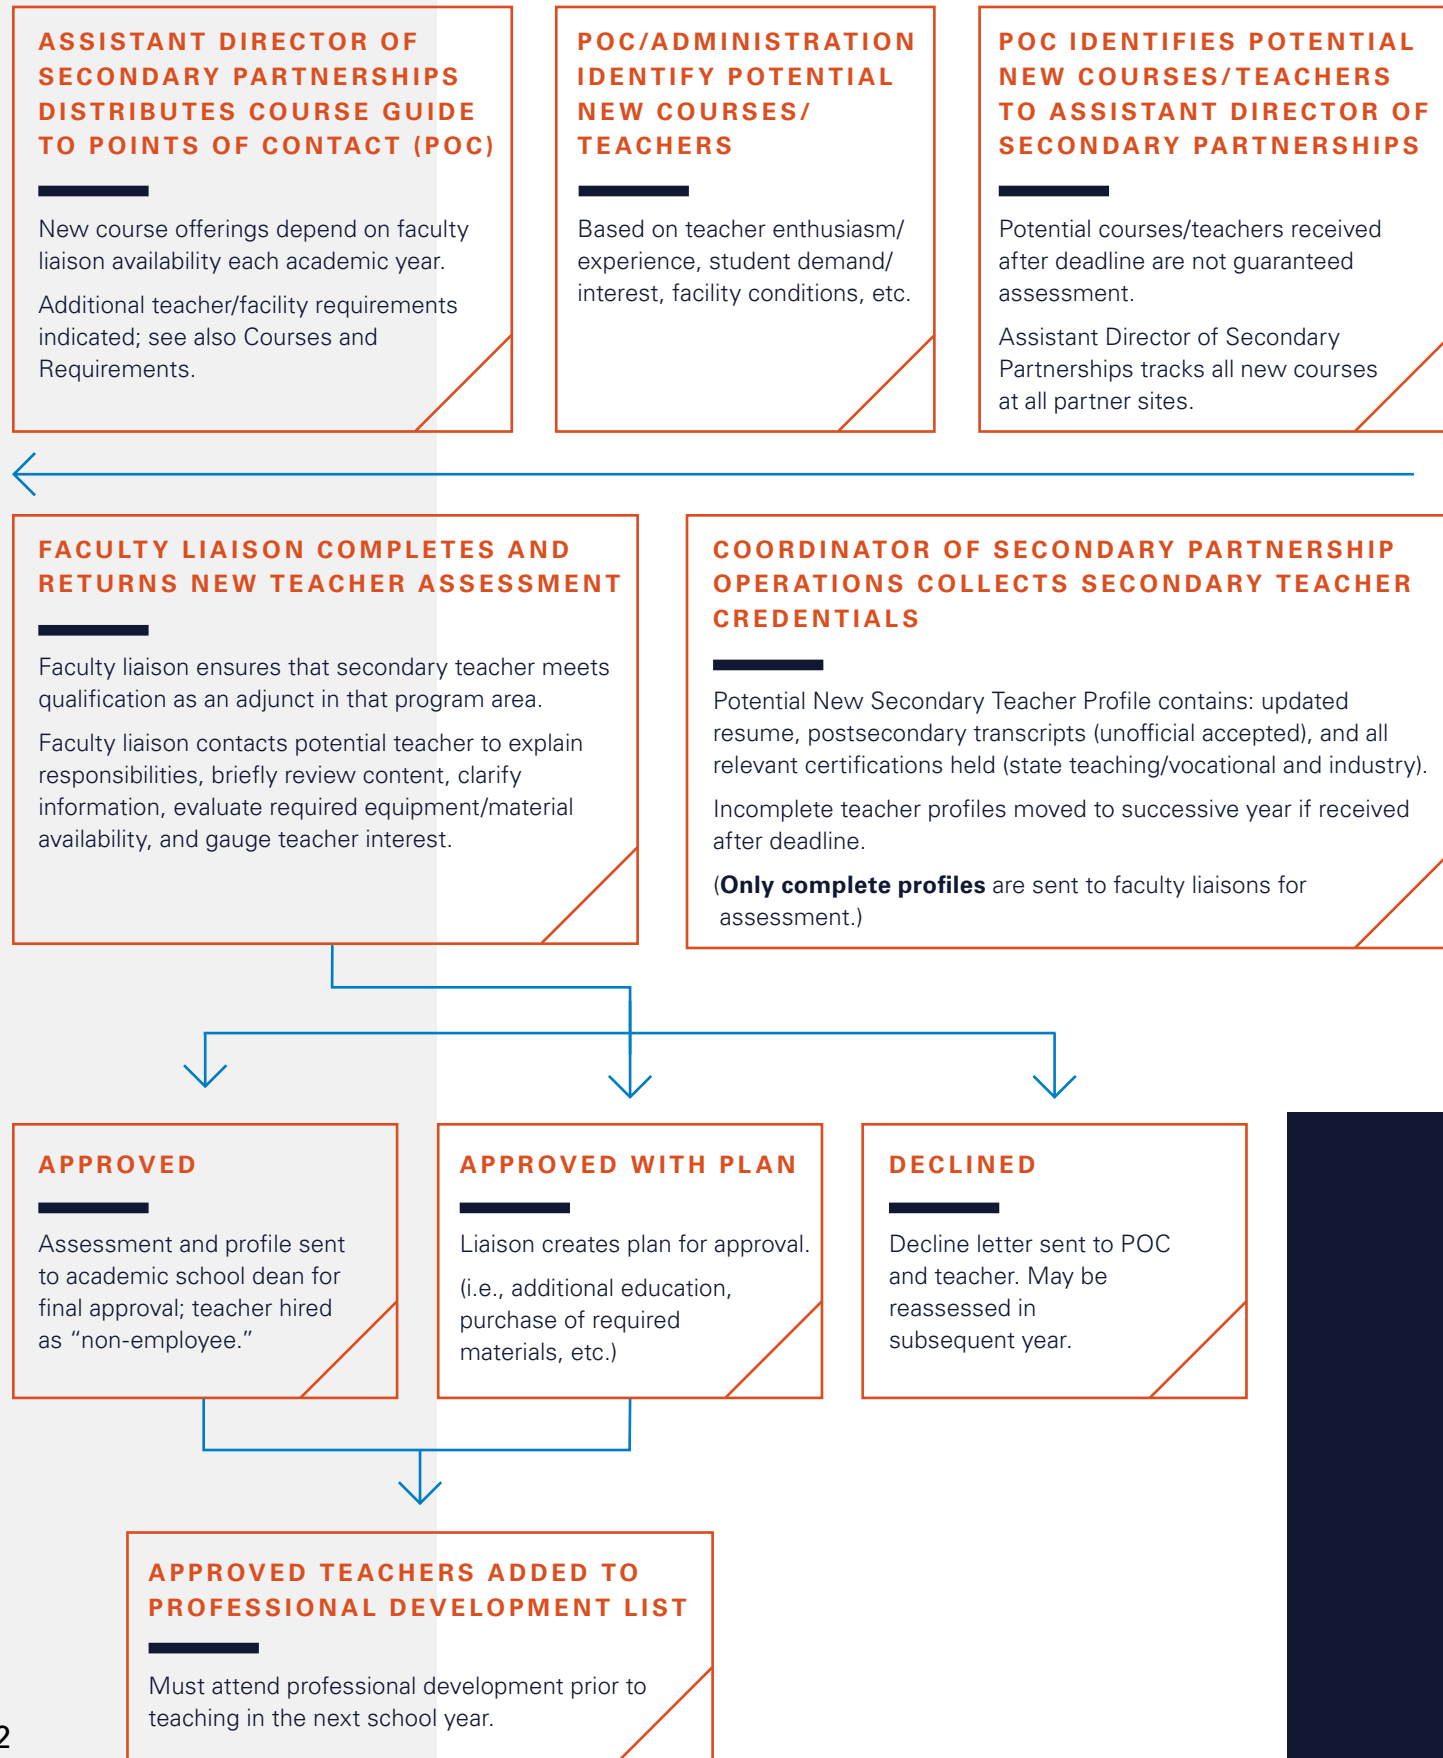 ASSISTANT DIRECTOR OF
SECONDARY PARTNERSHIPS
DISTRIBUTES COURSE GUIDE
TO POINTS OF CONTACT (POC)
New course offerings depend on faculty
liaison availability each academic year.
Additional teacher/facility requirements
indicated; see also Courses and
Requirements.
POC/ADMINISTRATION
IDENTIFY POTENTIAL
NEW COURSES/
TEACHERS
Based on teacher enthusiasm/
experience, student demand/
interest, facility conditions, etc.
POC IDENTIFIES POTENTIAL
NEW COURSES/TEACHERS
TO ASSISTANT DIRECTOR OF
SECONDARY PARTNERSHIPS
Potential courses/teachers received
after deadline are not guaranteed
assessment.
Assistant Director of Secondary
Partnerships tracks all new courses
at all partner sites.
FACULTY LIAISON COMPLETES AND
RETURNS NEW TEACHER ASSESSMENT
Faculty liaison ensures that secondary teacher meets
qualification as an adjunct in that program area.
Faculty liaison contacts potential teacher to explain
responsibilities, briefly review content, clarify
information, evaluate required equipment/material
availability, and gauge teacher interest.
COORDINATOR OF SECONDARY PARTNERSHIP
OPERATIONS COLLECTS SECONDARY TEACHER
CREDENTIALS
Potential New Secondary Teacher Profile contains: updated
resume, postsecondary transcripts (unofficial accepted), and all
relevant certifications held (state teaching/vocational and industry).
Incomplete teacher profiles moved to successive year if received
after deadline.
(Only complete profiles are sent to faculty liaisons for
assessment.)
APPROVED
Assessment and profile sent
to academic school dean for
final approval; teacher hired
as “non-employee.”
APPROVED WITH PLAN
Liaison creates plan for approval.
(i.e., additional education,
purchase of required
materials, etc.)
DECLINED
Decline letter sent to POC
and teacher. May be
reassessed in
subsequent year.
APPROVED TEACHERS ADDED TO
PROFESSIONAL DEVELOPMENT LIST
Must attend professional development prior to
teaching in the next school year.
2